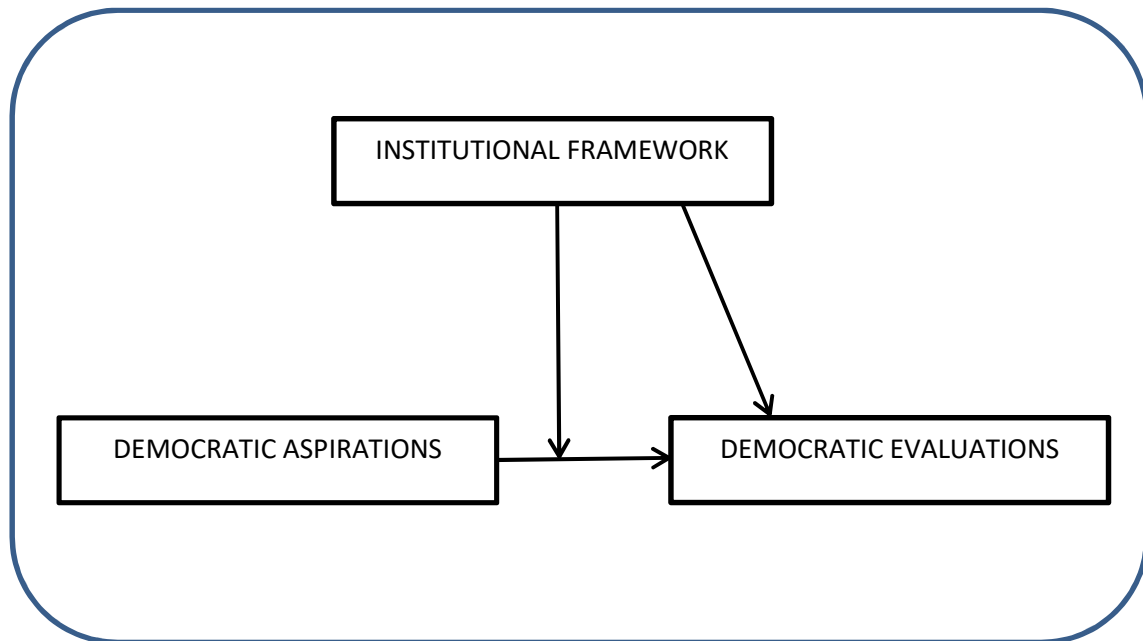 INSTITUTIONAL FRAMEWORK
DEMOCRATIC ASPIRATIONS
DEMOCRATIC EVALUATIONS